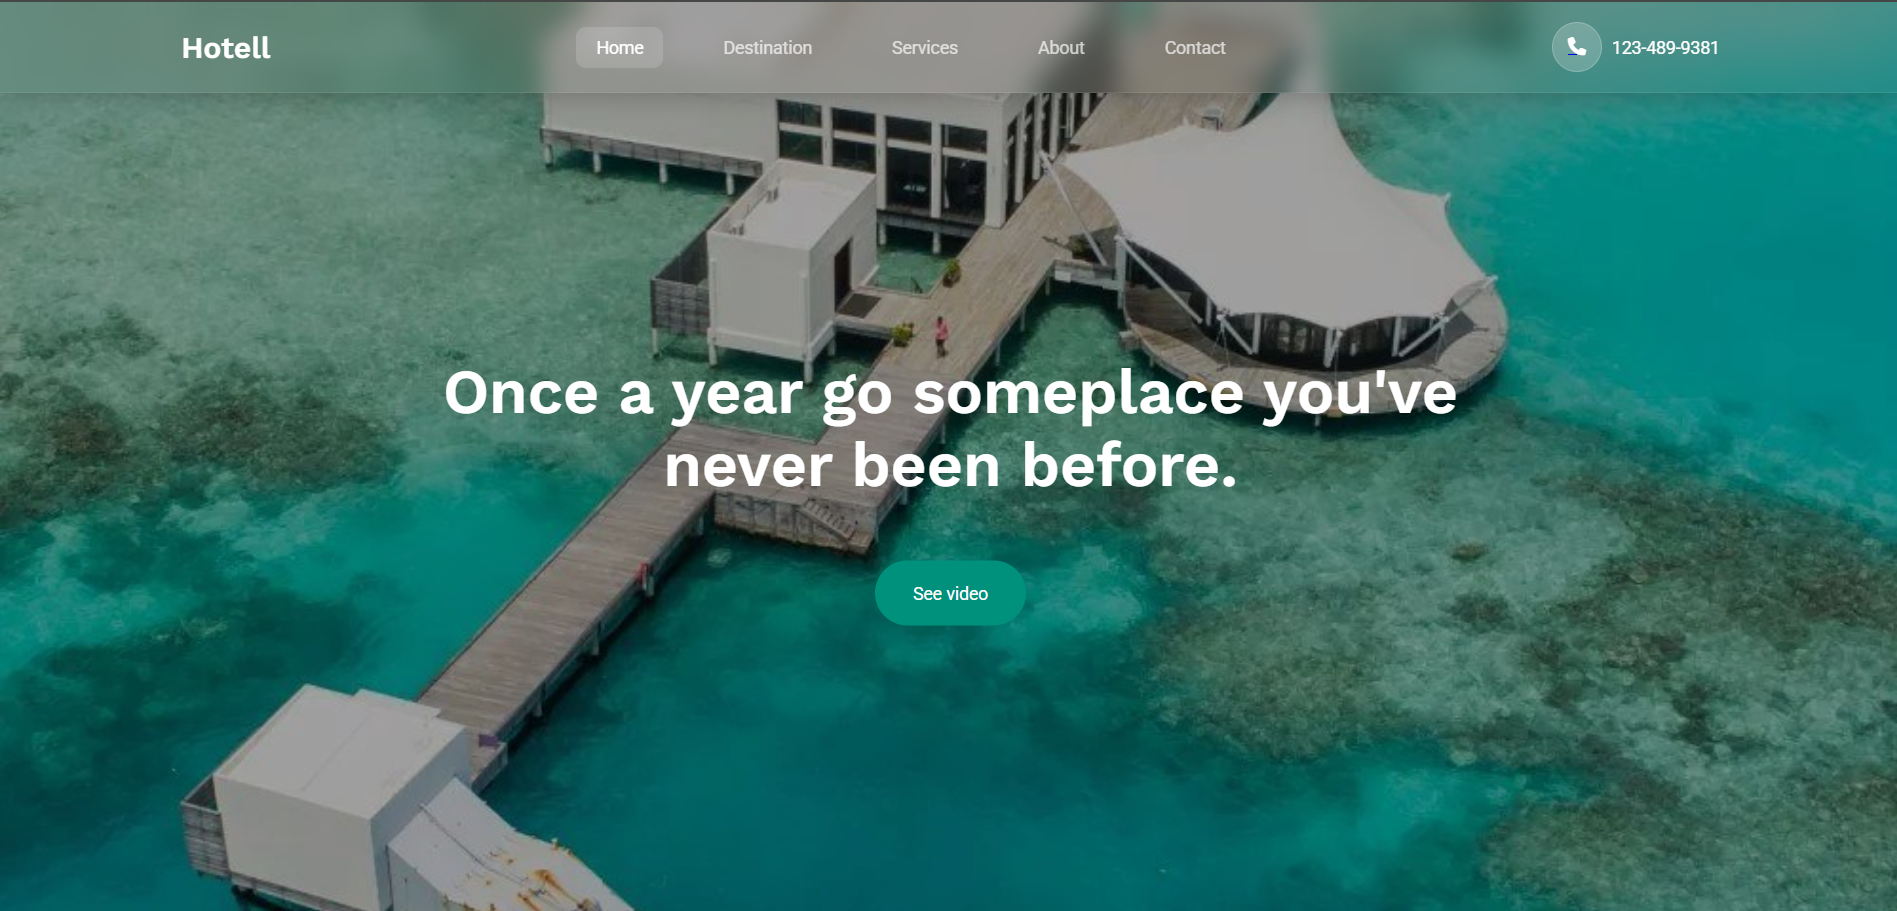 Hotell
Home
Destination
Services
About
Contact
123-489-9381
Once a year go someplace you've
never been before.
See video